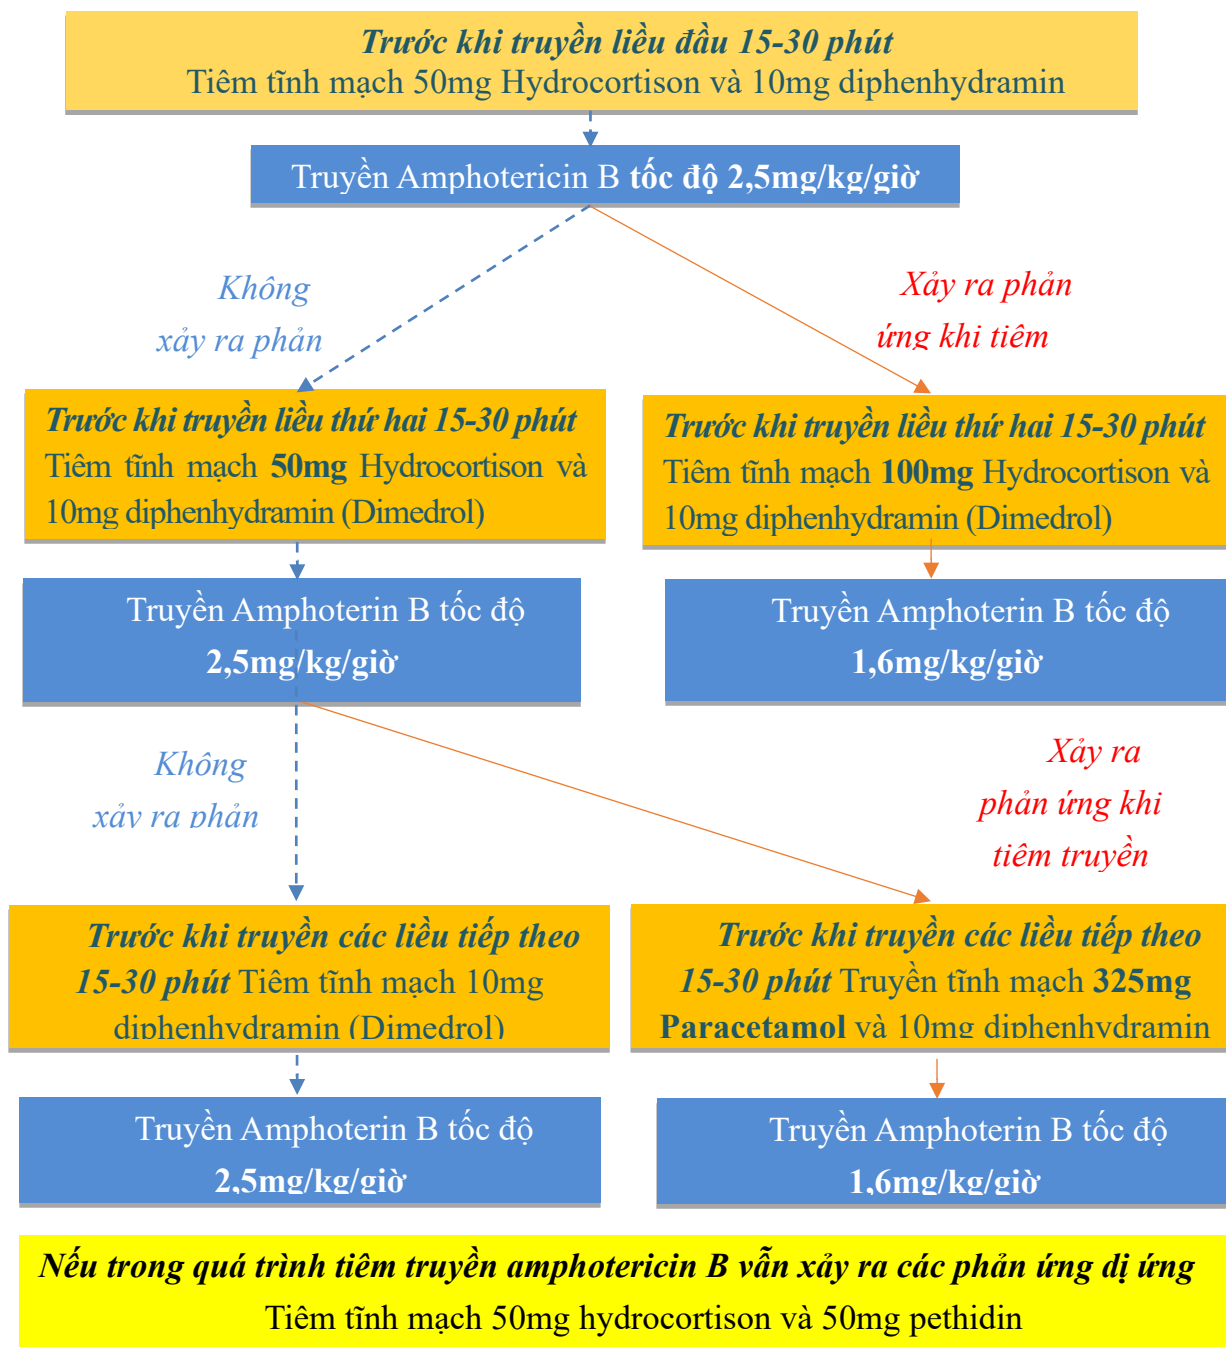 Trước khi truyền liều đầu 15-30 phút
Tiêm tĩnh mạch 50mg Hydrocortison và 10mg diphenhydramin
Truyền Amphotericin B tốc độ 2,5mg/kg/giờ
Không
xảy ra phản
Xảy ra phản
ứng khi tiêm
Trước khi truyền liều thứ hai 15-30 phút
Tiêm tĩnh mạch 50mg Hydrocortison và
10mg diphenhydramin (Dimedrol)
Trước khi truyền liều thứ hai 15-30 phút
Tiêm tĩnh mạch 100mg Hydrocortison và
10mg diphenhydramin (Dimedrol)
Truyền Amphoterin B tốc độ
2,5mg/kg/giờ
Truyền Amphoterin B tốc độ
1,6mg/kg/giờ
Không
xảy ra phản
Xảy ra
phản ứng khi
tiêm truyền
Trước khi truyền các liều tiếp theo
15-30 phút Tiêm tĩnh mạch 10mg
diphenhydramin (Dimedrol)
Trước khi truyền các liều tiếp theo
15-30 phút Truyền tĩnh mạch 325mg
Paracetamol và 10mg diphenhydramin
Truyền Amphoterin B tốc độ
2,5mg/kg/giờ
Truyền Amphoterin B tốc độ
1,6mg/kg/giờ
Nếu trong quá trình tiêm truyền amphotericin B vẫn xảy ra các phản ứng dị ứng
Tiêm tĩnh mạch 50mg hydrocortison và 50mg pethidin